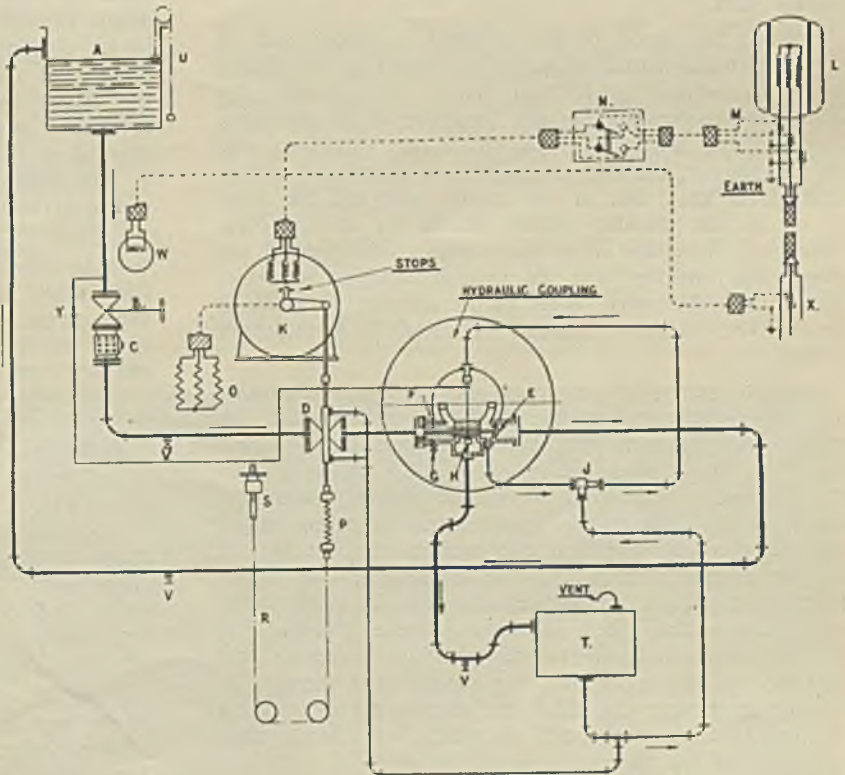 A
U
L
N.
M
EARTH
W
STOPS
HYDRAULIC COUPLING
Y.
B.
K
X.
C.
O
F
E
D
V
G
H
J
S
P
V
R
VENT
T.
V